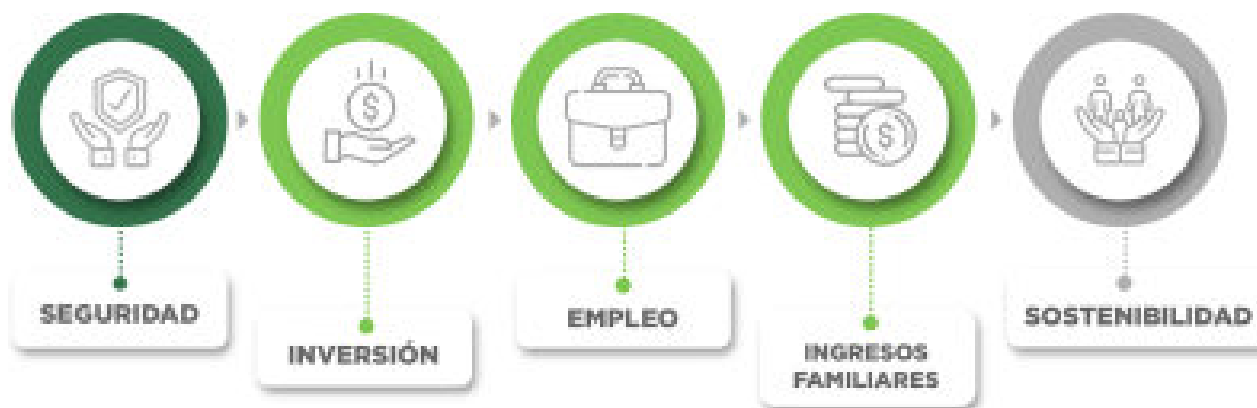 SEGURIDAD
INVERSIÓN
EMPLEO
INGRESOS
FAMILIARES
SOSTENIBILIDAD
$
$